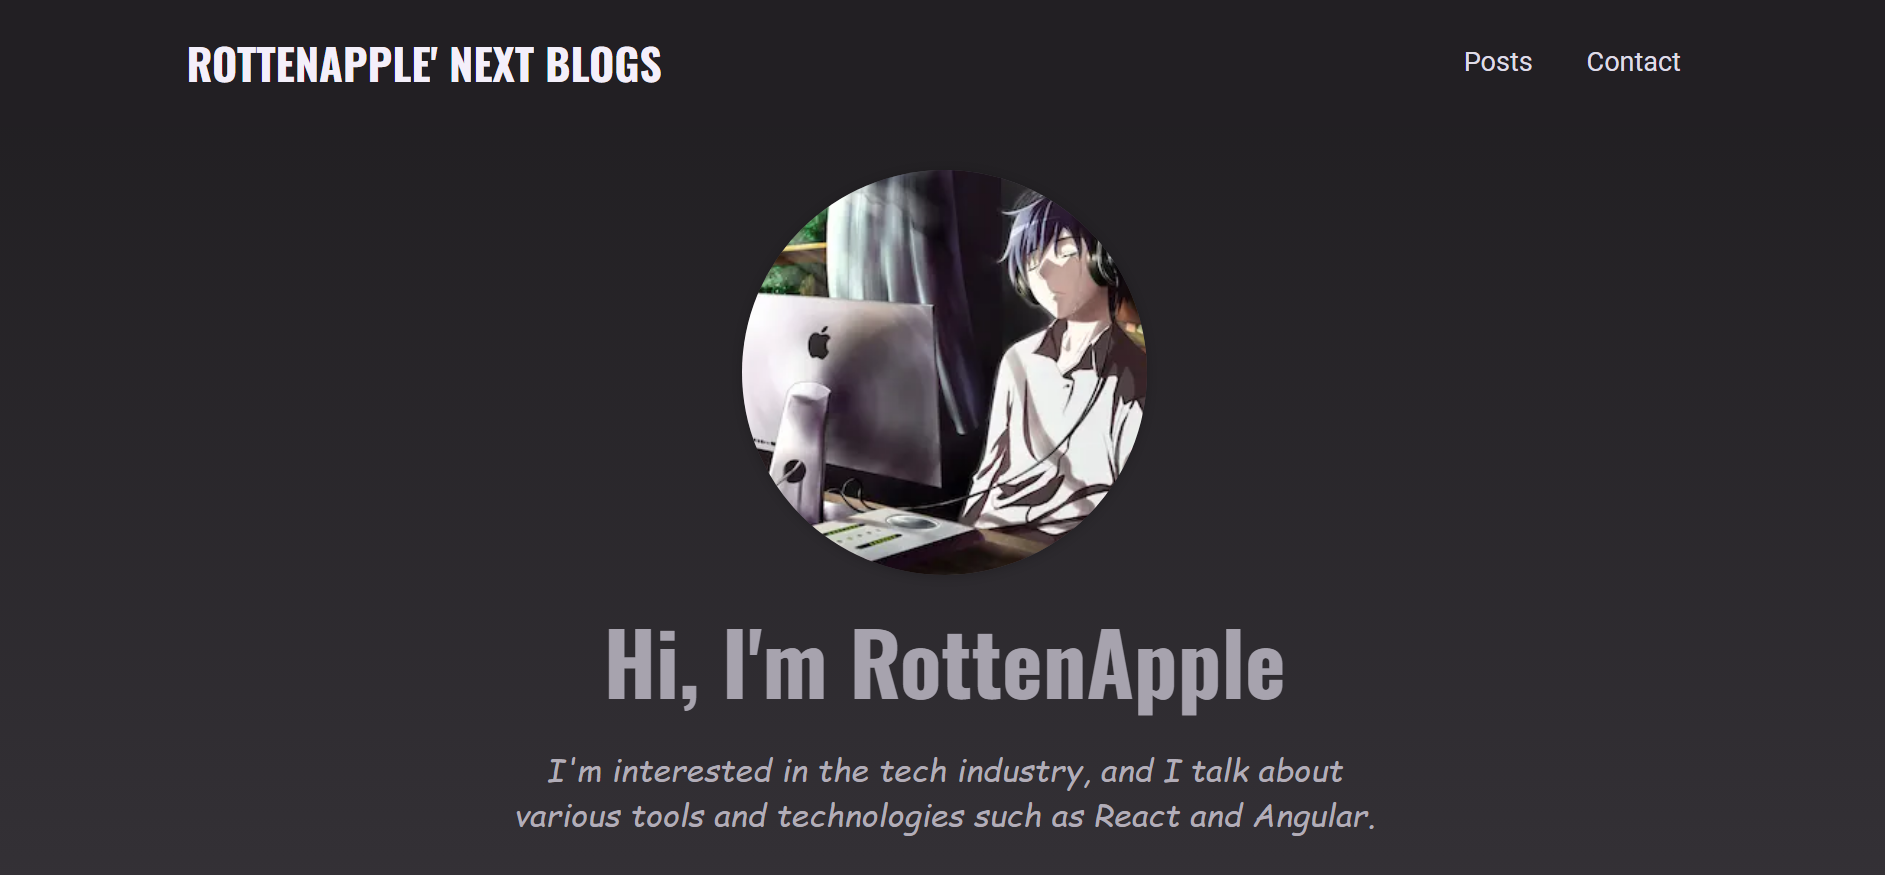 ROTTENAPPLE' NEXT BLOGS
Posts
Contact
Hi, I'm RottenApple
I'm interested in the tech industry, and I talk about
various tools and technologies such as React and Angular.